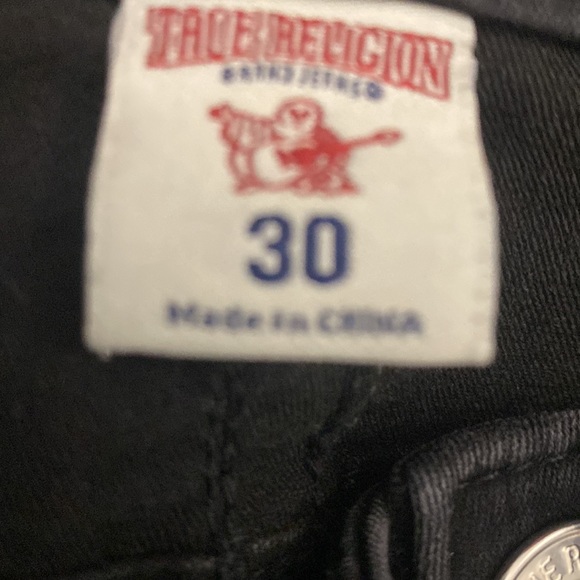 TRUE RELIGION
BRAND JEANS
30
Made in CHINA